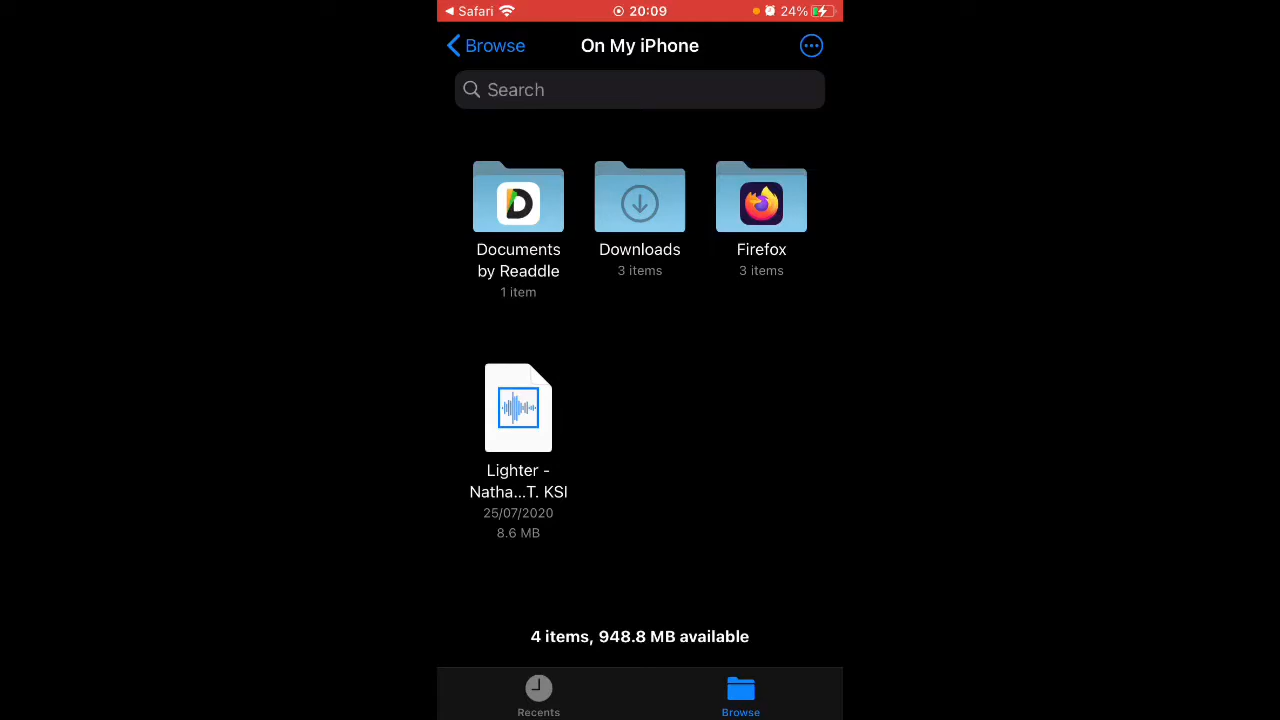 Safari 20:09 24%
Browse On My iPhone
Search
Documents Downloads Firefox
by Readdle 3 items 3 items
1 item
Lighter -
Natha...T. KSI
25/07/2020
8.6 MB
4 items, 948.8 MB available
Recents Browse